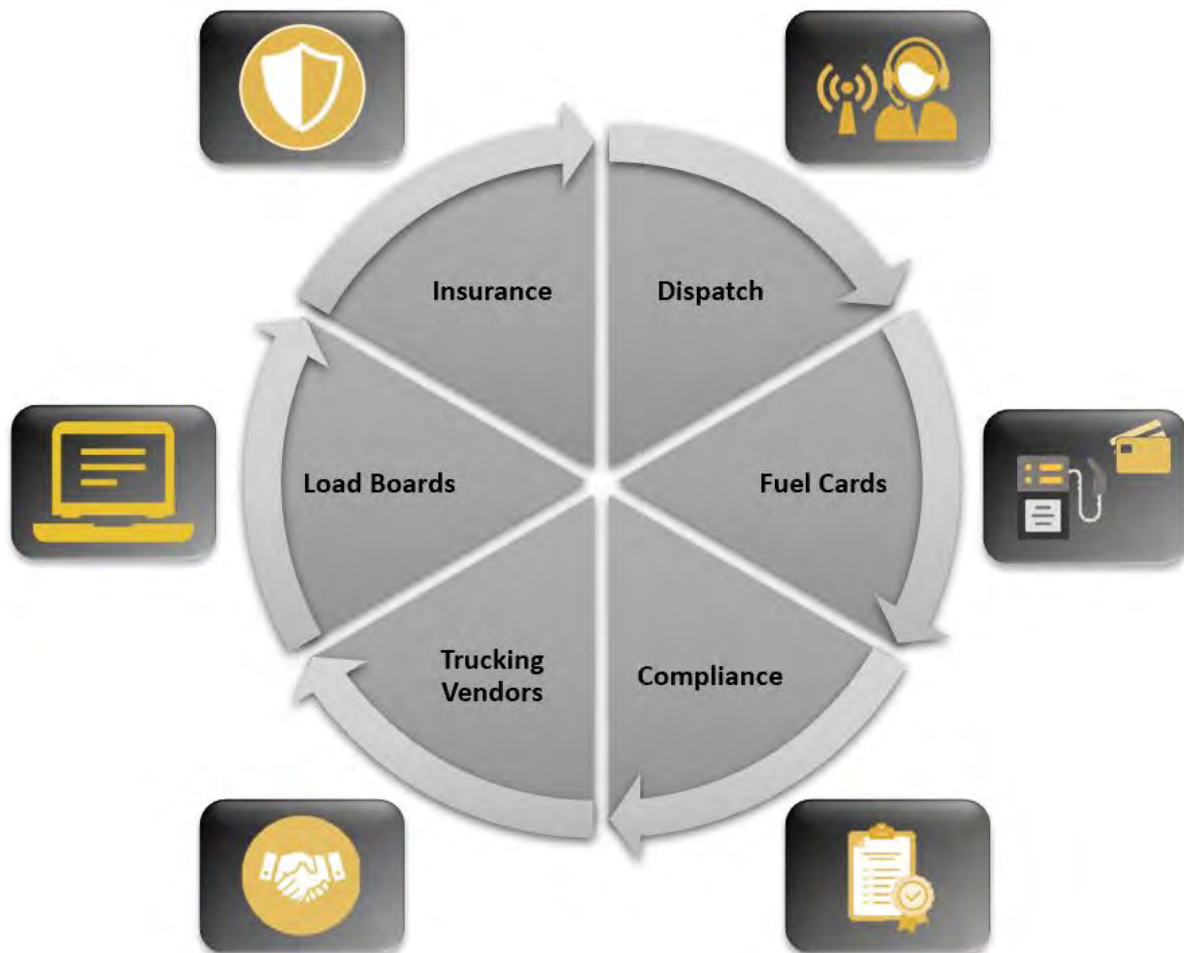 Insurance
Dispatch
Load Boards
Fuel Cards
Trucking
Vendors
Compliance